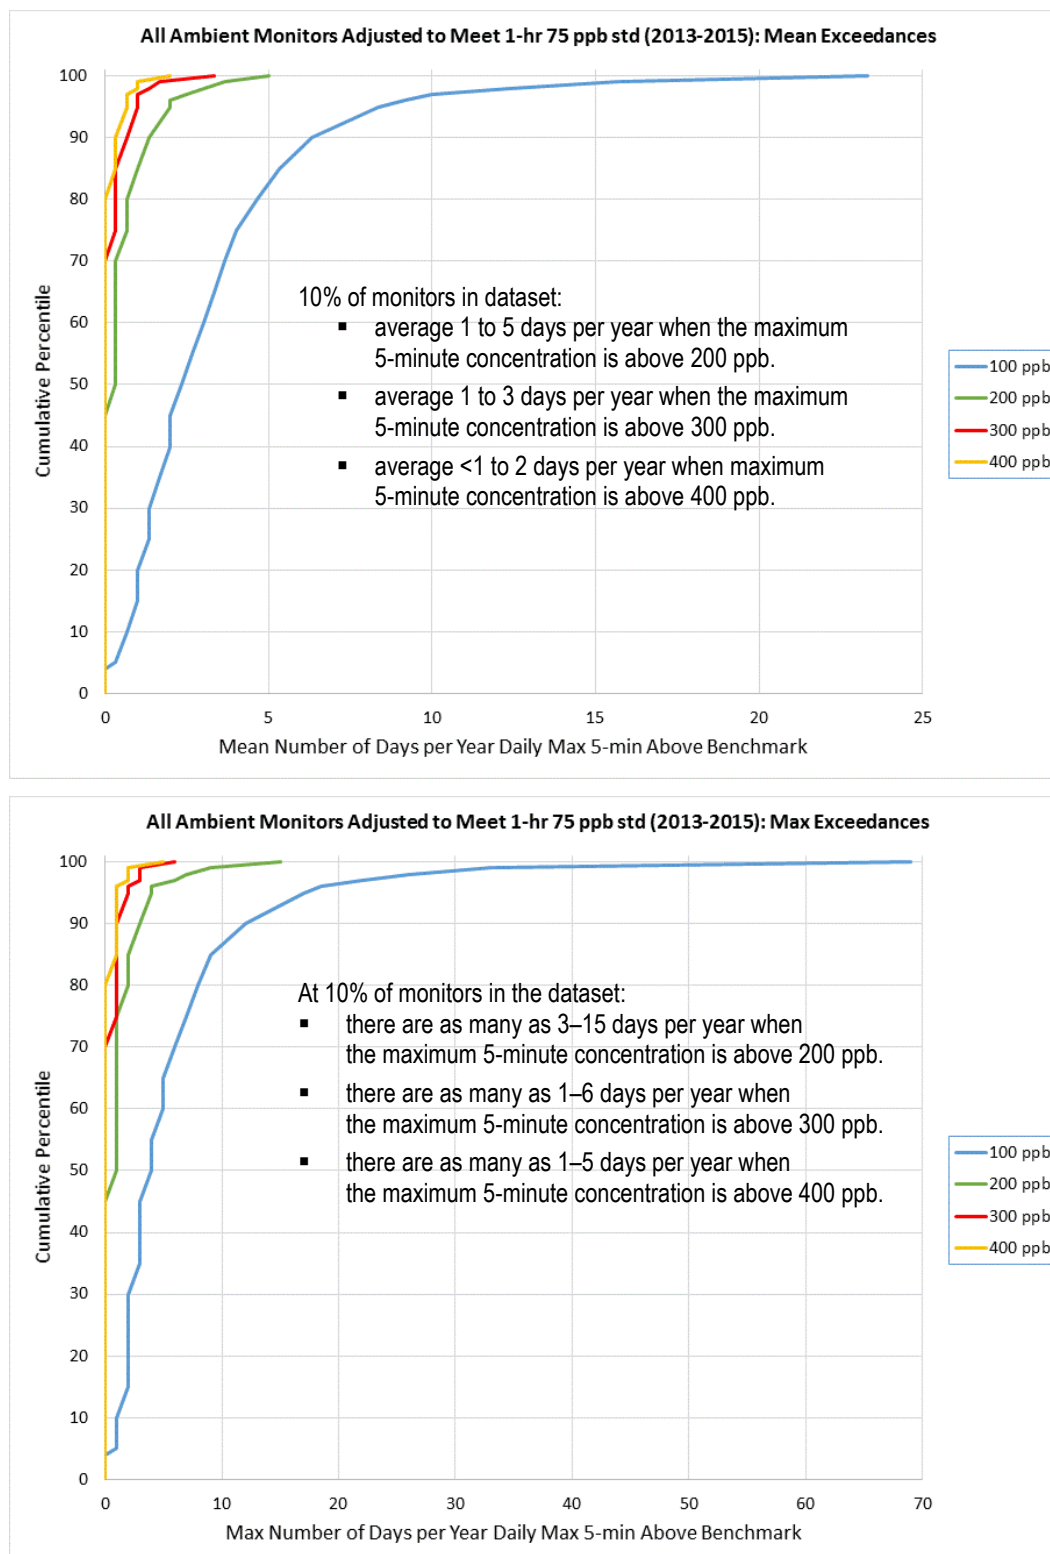 All Ambient Monitors Adjusted to Meet 1-hr 75 ppb std (2013-2015): Mean Exceedances
100
90
80
70
60
50
40
30
20
10
0
Cumulative Percentile
10% of monitors in dataset:
▪ average 1 to 5 days per year when the maximum
5-minute concentration is above 200 ppb.
▪ average 1 to 3 days per year when the maximum
5-minute concentration is above 300 ppb.
▪ average <1 to 2 days per year when maximum
5-minute concentration is above 400 ppb.
100 ppb
200 ppb
300 ppb
400 ppb
0 5 10 15 20 25
Mean Number of Days per Year Daily Max 5-min Above Benchmark
All Ambient Monitors Adjusted to Meet 1-hr 75 ppb std (2013-2015): Max Exceedances
100
90
80
70
60
50
40
30
20
10
0
Cumulative Percentile
At 10% of monitors in the dataset:
▪ there are as many as 3–15 days per year when
the maximum 5-minute concentration is above 200 ppb.
▪ there are as many as 1–6 days per year when
the maximum 5-minute concentration is above 300 ppb.
▪ there are as many as 1–5 days per year when
the maximum 5-minute concentration is above 400 ppb.
100 ppb
200 ppb
300 ppb
400 ppb
0 10 20 30 40 50 60 70
Max Number of Days per Year Daily Max 5-min Above Benchmark